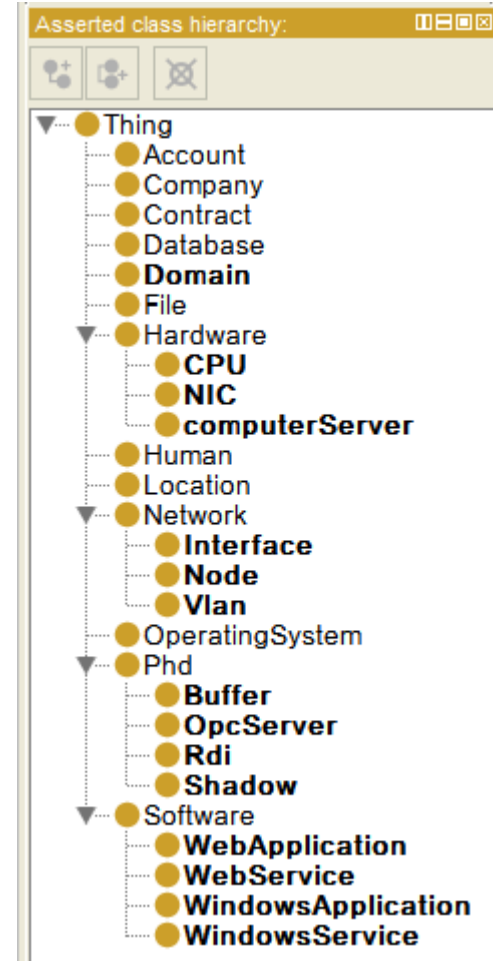 Asserted class hierarchy:
Thing
Account
Company
Contract
Database
Domain
File
Hardware
CPU
NIC
computerServer
Human
Location
Network
Interface
Node
Vlan
OperatingSystem
Phd
Buffer
OpcServer
Rdi
Shadow
Software
WebApplication
WebService
WindowsApplication
WindowsService